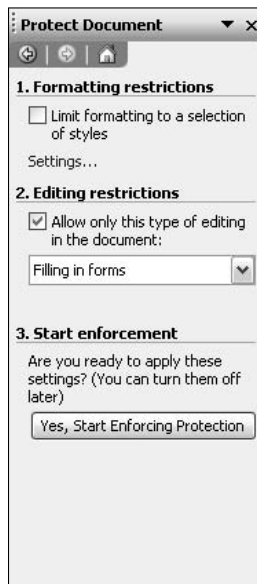 Protect Document
1. Formatting restrictions
Limit formatting to a selection
of styles
Settings...
2. Editing restrictions
Allow only this type of editing
in the document:
Filling in forms
3. Start enforcement
Are you ready to apply these
settings? (You can turn them off
later)
Yes, Start Enforcing Protection